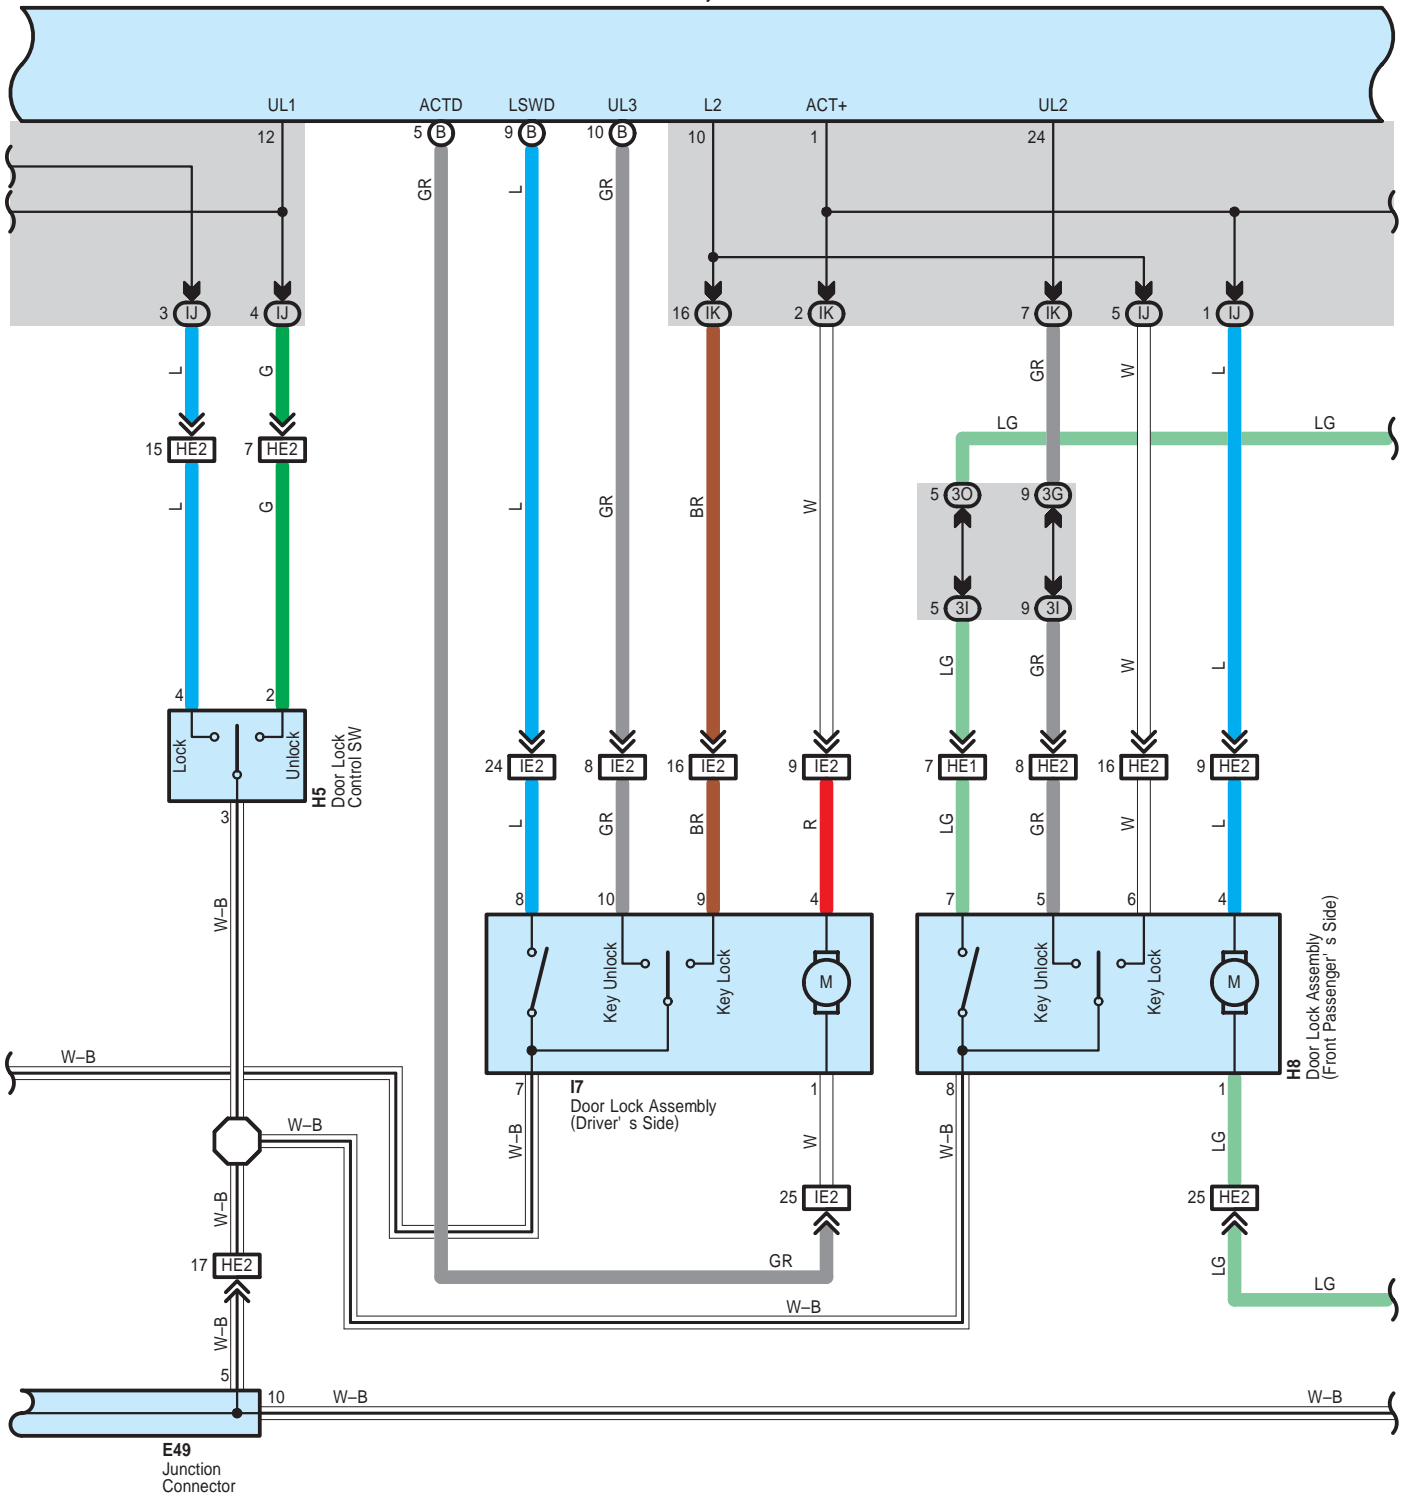 UL1 ACTD LSWD UL3 L2 ACT+ UL2
12 5 B 9 B 10 B 10 1 24
GR L GR
3 IJ 4 IJ 16 IK 2 IK 7 IK 5 IJ 1 IJ
L G GR W L
LG LG
15 HE2 7 HE2
L G L GR BR W
5 3O 9 3G
5 3I 9 3I
LG GR W L
4 2
Lock Unlock
H5
Door Lock
Control SW
3
24 IE2 8 IE2 16 IE2 9 IE2 7 HE1 8 HE2 16 HE2 9 HE2
L GR BR R LG GR W L
8 10 9 4 7 5 6 4
W–B
Key Unlock Key Lock M Key Unlock Key Lock M
H8
Door Lock Assembly
(Front Passenger' s Side)
W–B
7 1 8 1
I7
Door Lock Assembly
(Driver' s Side)
W–B
W–B W W–B LG
W–B
25 IE2 25 HE2
17 HE2
GR
LG LG
W–B
W–B
5
10 W–B W–B
E49
Junction
Connector